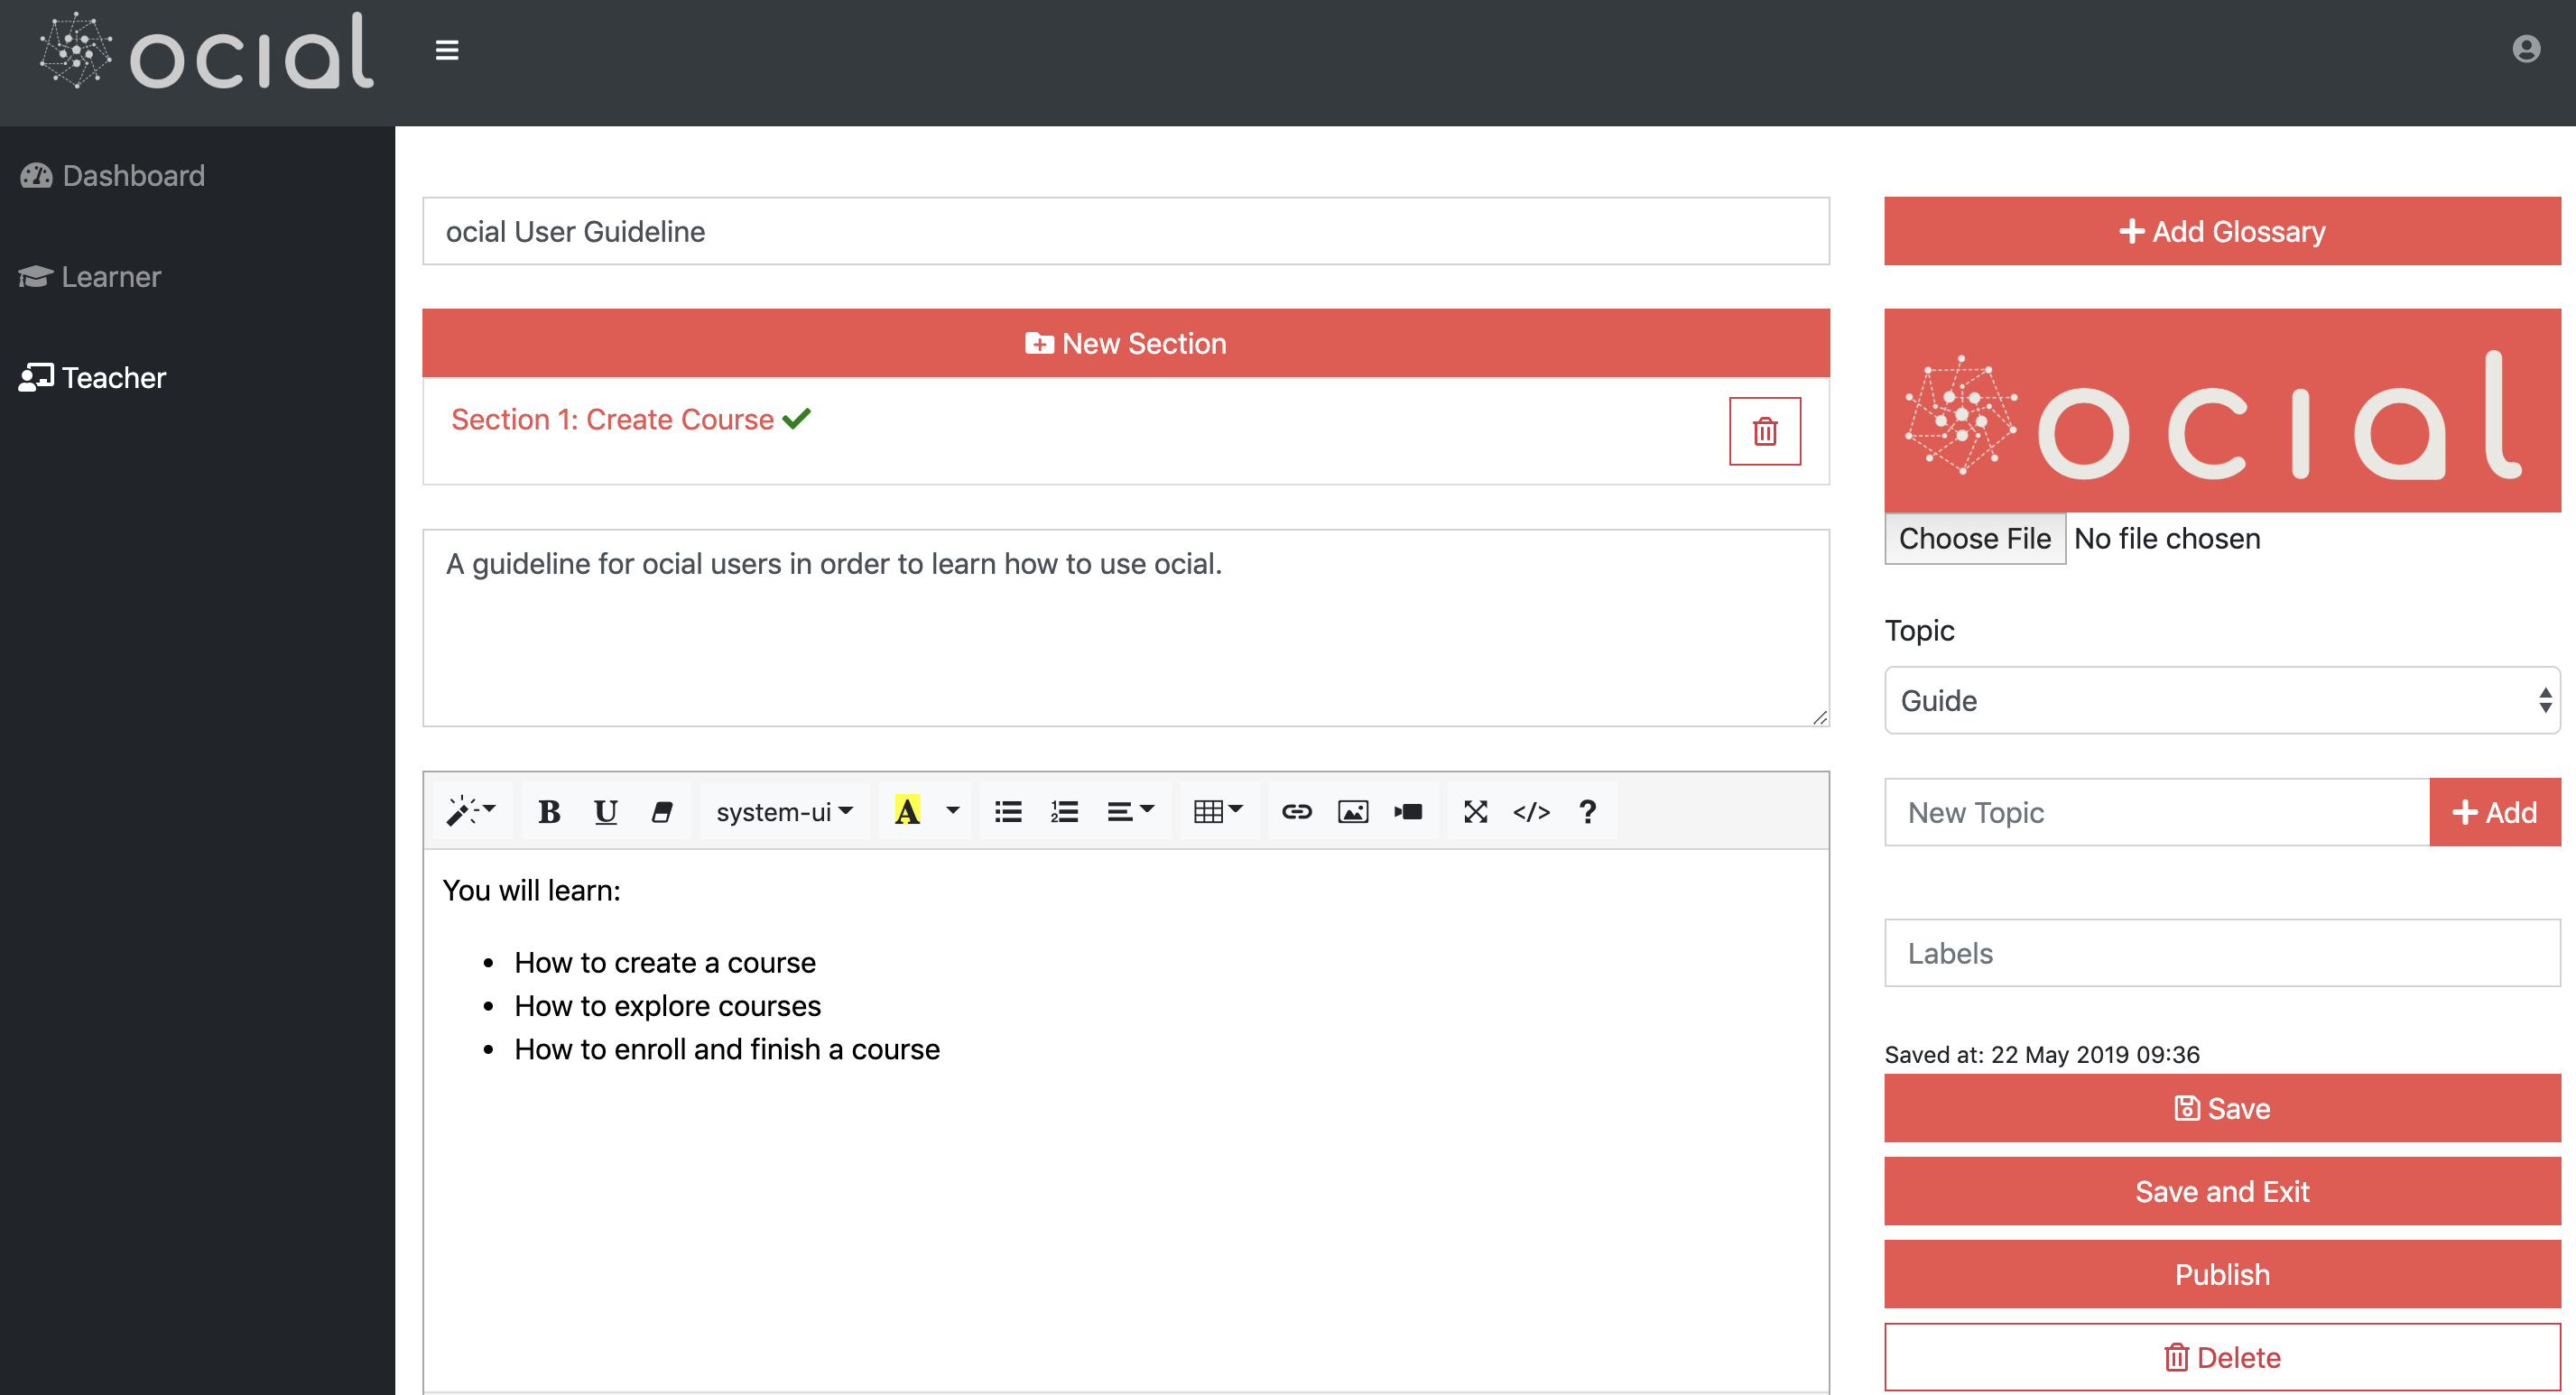 ocial
Dashboard
Learner
Teacher
ocial User Guideline
New Section
Section 1: Create Course
A guideline for ocial users in order to learn how to use ocial.
B U system-ui A </> ?
You will learn:
• How to create a course
• How to explore courses
• How to enroll and finish a course
Add Glossary
ocial
Choose File No file chosen
Topic
Guide
New Topic Add
Labels
Saved at: 22 May 2019 09:36
Save
Save and Exit
Publish
Delete